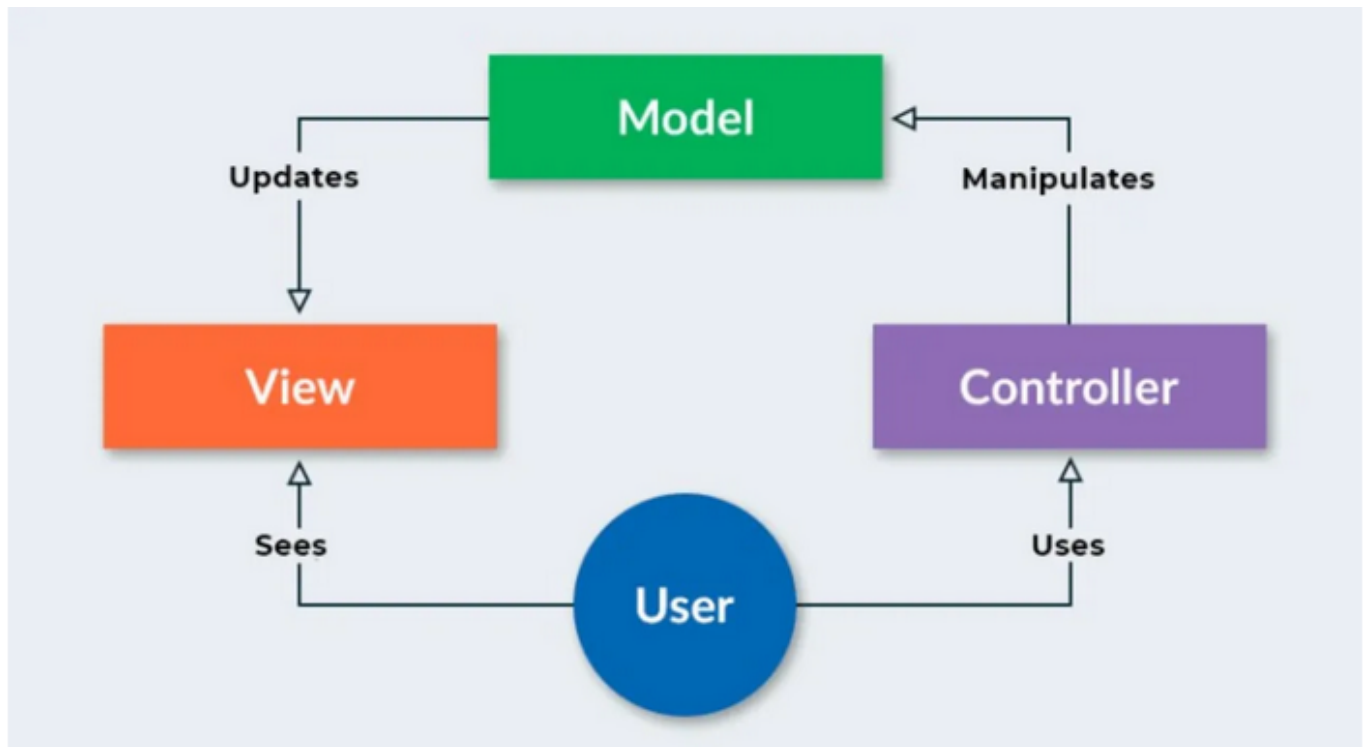 Model
Updates
Manipulates
View
Controller
Sees
Uses
User